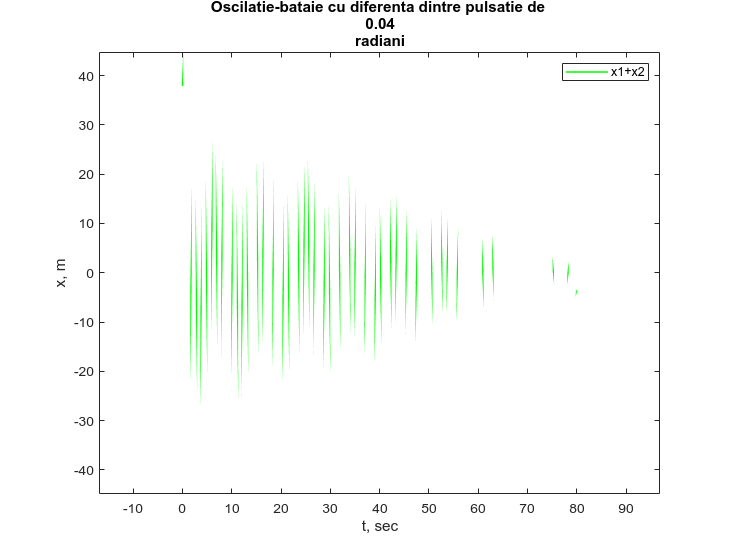 Oscilatie-bataie cu diferenta dintre pulsatie de
0.04
radiani
x1+x2
40
30
20
10
0
-10
-20
-30
-40
x, m
-10 0 10 20 30 40 50 60 70 80 90
t, sec